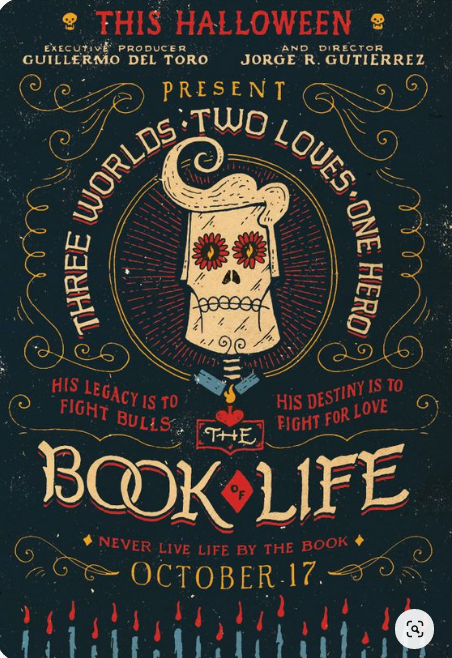 THIS HALLOWEEN
EXECUTIVE PRODUCER
GUILLERMO DEL TORO
AND DIRECTOR
JORGE R. GUTIERREZ
PRESENT
THREE WORLDS · TWO LOVES · ONE HERO
HIS LEGACY IS TO
FIGHT BULLS
HIS DESTINY IS TO
FIGHT FOR LOVE
THE
BOOK OF LIFE
NEVER LIVE LIFE BY THE BOOK
OCTOBER 17